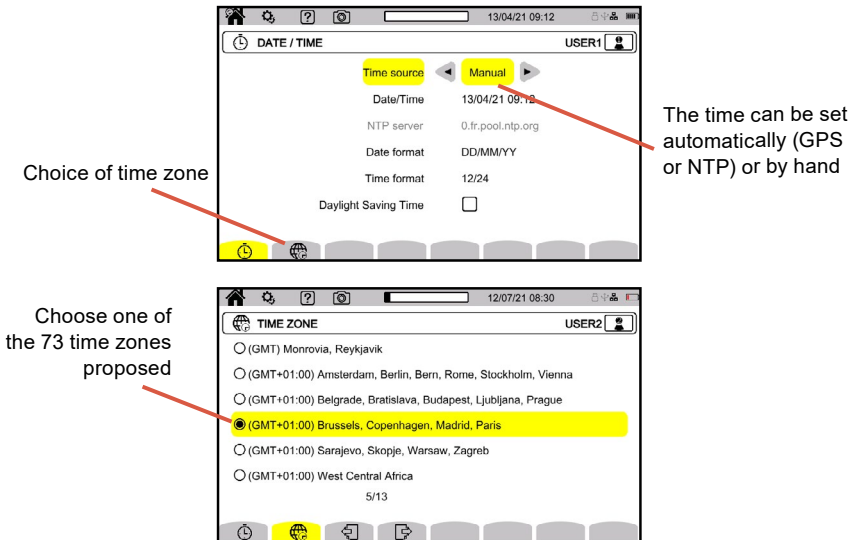 13/04/21 09:12
DATE / TIME USER1
Time source Manual
Date/Time 13/04/21 09:12
NTP server 0.fr.pool.ntp.org
Date format DD/MM/YY
Time format 12/24
Daylight Saving Time
The time can be set
automatically (GPS
or NTP) or by hand
Choice of time zone
12/07/21 08:30
TIME ZONE USER2
(GMT) Monrovia, Reykjavik
(GMT+01:00) Amsterdam, Berlin, Bern, Rome, Stockholm, Vienna
(GMT+01:00) Belgrade, Bratislava, Budapest, Ljubljana, Prague
(GMT+01:00) Brussels, Copenhagen, Madrid, Paris
(GMT+01:00) Sarajevo, Skopje, Warsaw, Zagreb
(GMT+01:00) West Central Africa
5/13
Choose one of
the 73 time zones
proposed